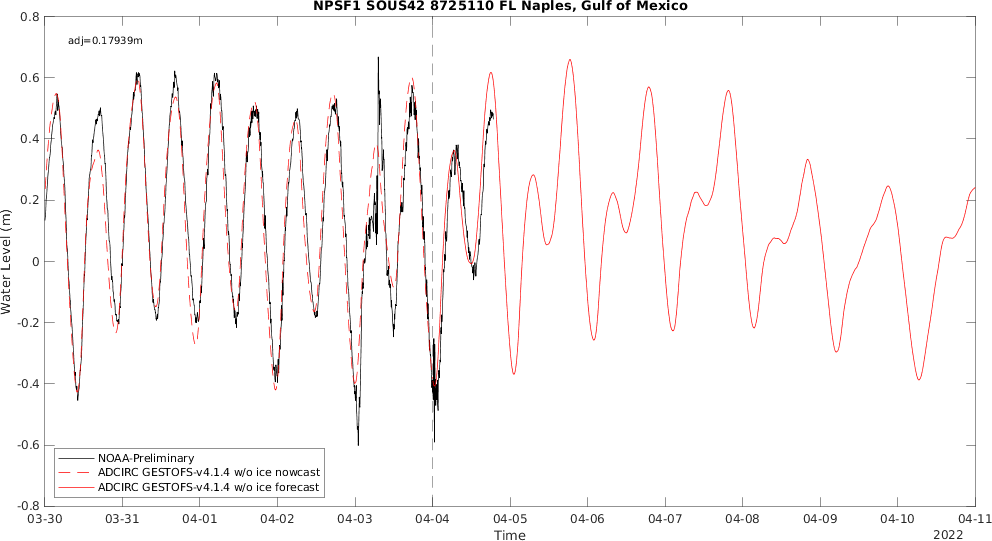 NPSF1 SOUS42 8725110 FL Naples, Gulf of Mexico
adj=0.17939m
0.8
0.6
0.4
0.2
0
-0.2
-0.4
-0.6
-0.8
Water Level (m)
NOAA-Preliminary
ADCIRC GESTOFS-v4.1.4 w/o ice nowcast
ADCIRC GESTOFS-v4.1.4 w/o ice forecast
03-30 03-31 04-01 04-02 04-03 04-04 04-05 04-06 04-07 04-08 04-09 04-10 04-11
Time
2022